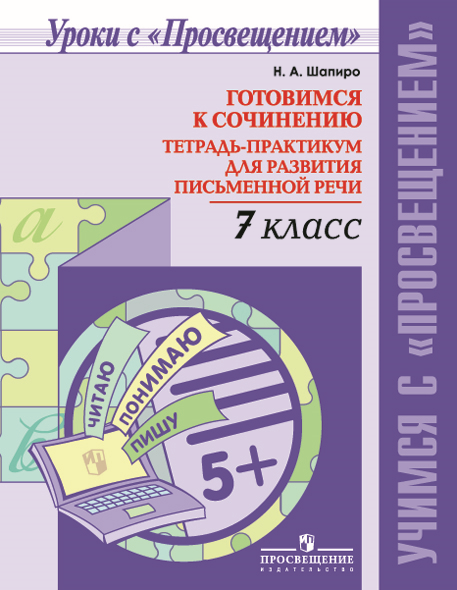 Уроки с «Просвещением»
Н. А. Шапиро
ГОТОВИМСЯ
К СОЧИНЕНИЮ
ТЕТРАДЬ-ПРАКТИКУМ
ДЛЯ РАЗВИТИЯ
ПИСЬМЕННОЙ РЕЧИ
7 класс
УЧИМСЯ С «ПРОСВЕЩЕНИЕМ»
а
в
ЧИТАЮ
ПОНИМАЮ
ПИШУ
5+
ПРОСВЕЩЕНИЕ
ИЗДАТЕЛЬСТВО